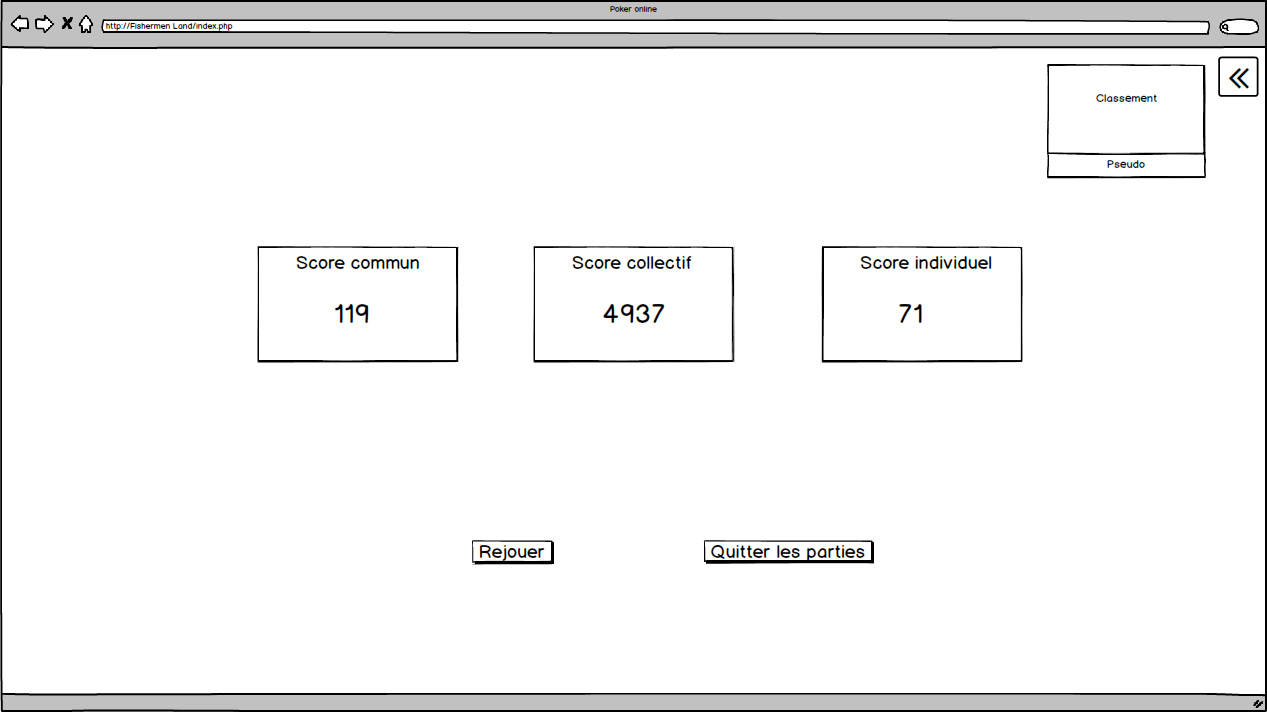 Poker online
http://Fishermen Land/index.php
Classement
Pseudo
Score commun
119
Score collectif
4937
Score individuel
71
Rejouer
Quitter les parties